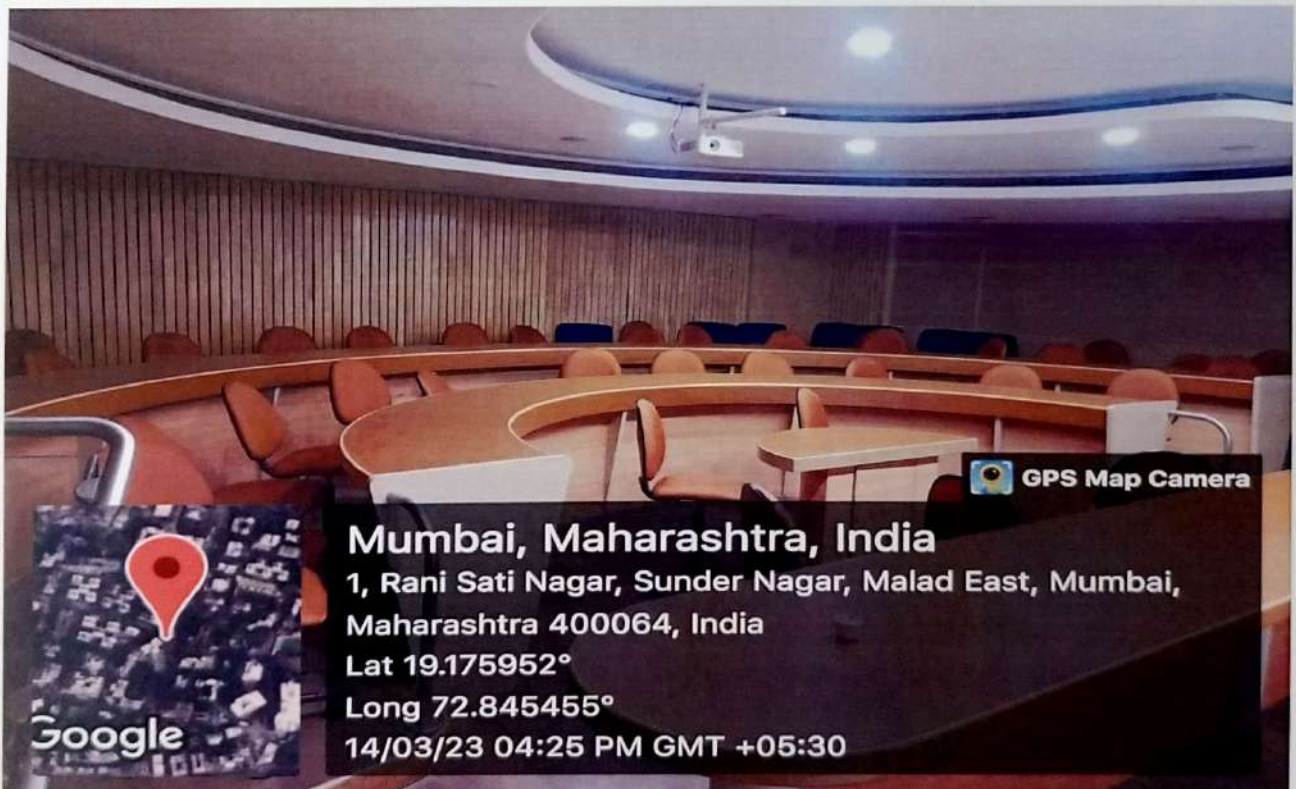 GPS Map Camera
Mumbai, Maharashtra, India
1, Rani Sati Nagar, Sunder Nagar, Malad East, Mumbai,
Maharashtra 400064, India
Lat 19.175952°
Long 72.845455°
14/03/23 04:25 PM GMT +05:30
Google